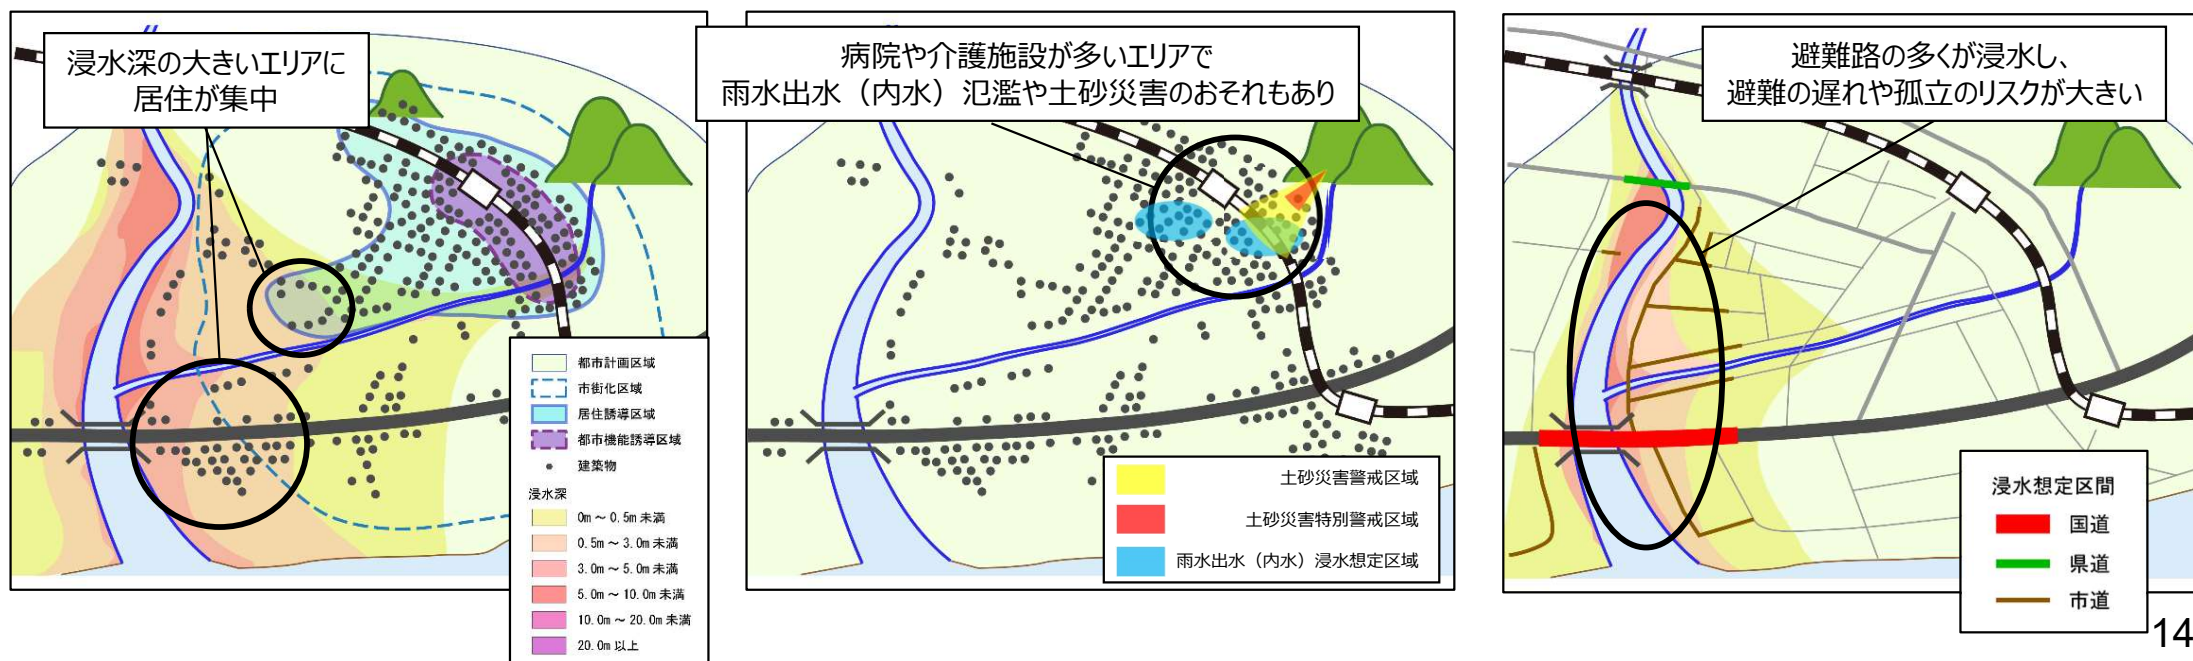 浸水深の大きいエリアに
居住が集中
都市計画区域
市街化区域
居住誘導区域
都市機能誘導区域
建築物
浸水深
0m～0.5m未満
0.5m～3.0m未満
3.0m～5.0m未満
5.0m～10.0m未満
10.0m～20.0m未満
20.0m以上
病院や介護施設が多いエリアで
雨水出水（内水）氾濫や土砂災害のおそれもあり
土砂災害警戒区域
土砂災害特別警戒区域
雨水出水（内水）浸水想定区域
避難路の多くが浸水し、
避難の遅れや孤立のリスクが大きい
浸水想定区間
国道
県道
市道
14